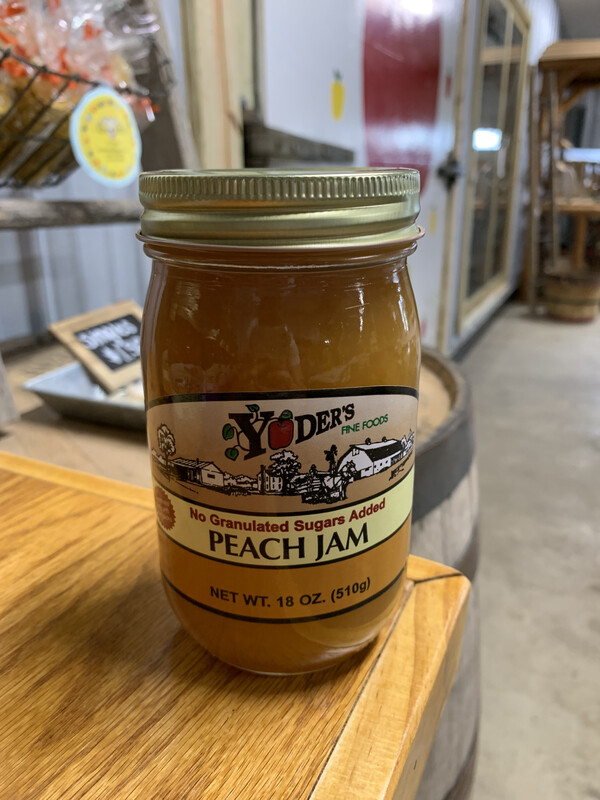 YODER'S
FINE FOODS
No Granulated Sugars Added
PEACH JAM
NET WT. 18 OZ. (510g)